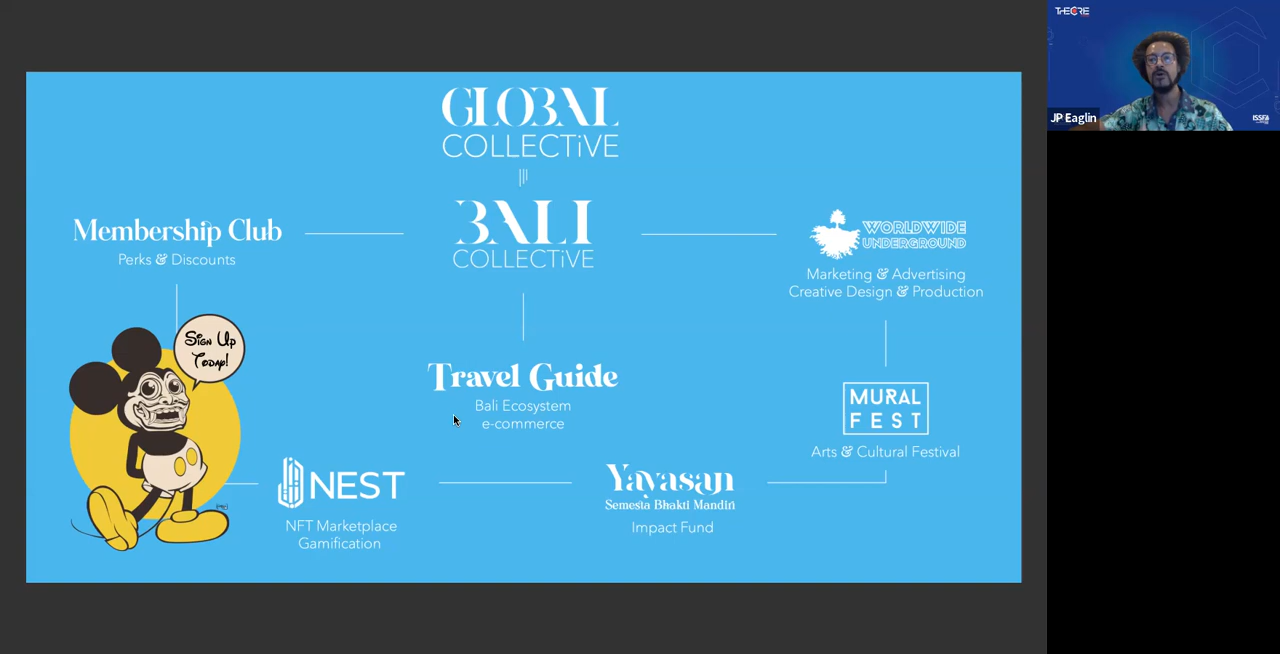 GLOBAL
COLLECTiVE
BALI
COLLECTiVE
Membership Club
Perks & Discounts
WORLDWIDE
UNDERGROUND
Marketing & Advertising
Creative Design & Production
Sign Up
Today!
Travel Guide
Bali Ecosystem
e-commerce
MURAL
FEST
Arts & Cultural Festival
NEST
NFT Marketplace
Gamification
Yayasan
Semesta Bhakti Mandiri
Impact Fund
THECORE
JP Eaglin
ISSFA